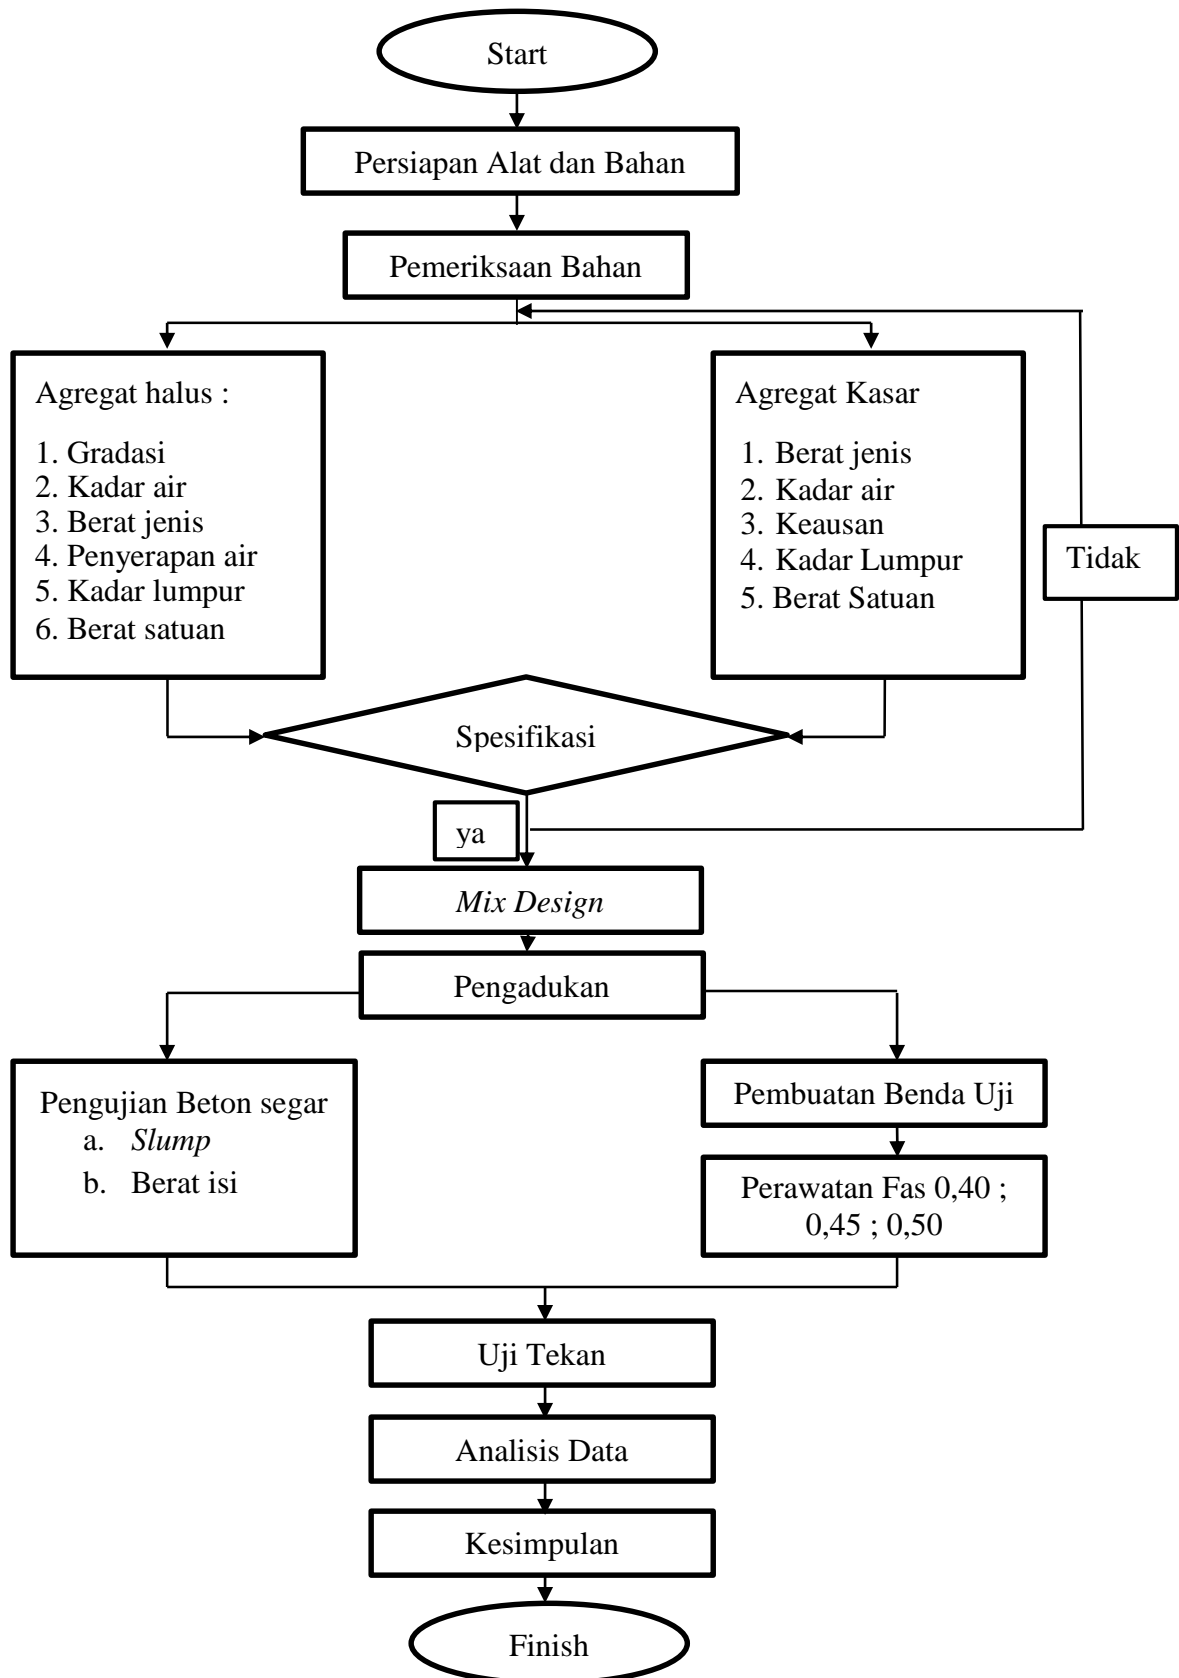 Start
Persiapan Alat dan Bahan
Pemeriksaan Bahan
Agregat halus :
1. Gradasi
2. Kadar air
3. Berat jenis
4. Penyerapan air
5. Kadar lumpur
6. Berat satuan
Agregat Kasar
1. Berat jenis
2. Kadar air
3. Keausan
4. Kadar Lumpur
5. Berat Satuan
Tidak
Spesifikasi
ya
Mix Design
Pengadukan
Pengujian Beton segar
a. Slump
b. Berat isi
Pembuatan Benda Uji
Perawatan Fas 0,40 ;
0,45 ; 0,50
Uji Tekan
Analisis Data
Kesimpulan
Finish